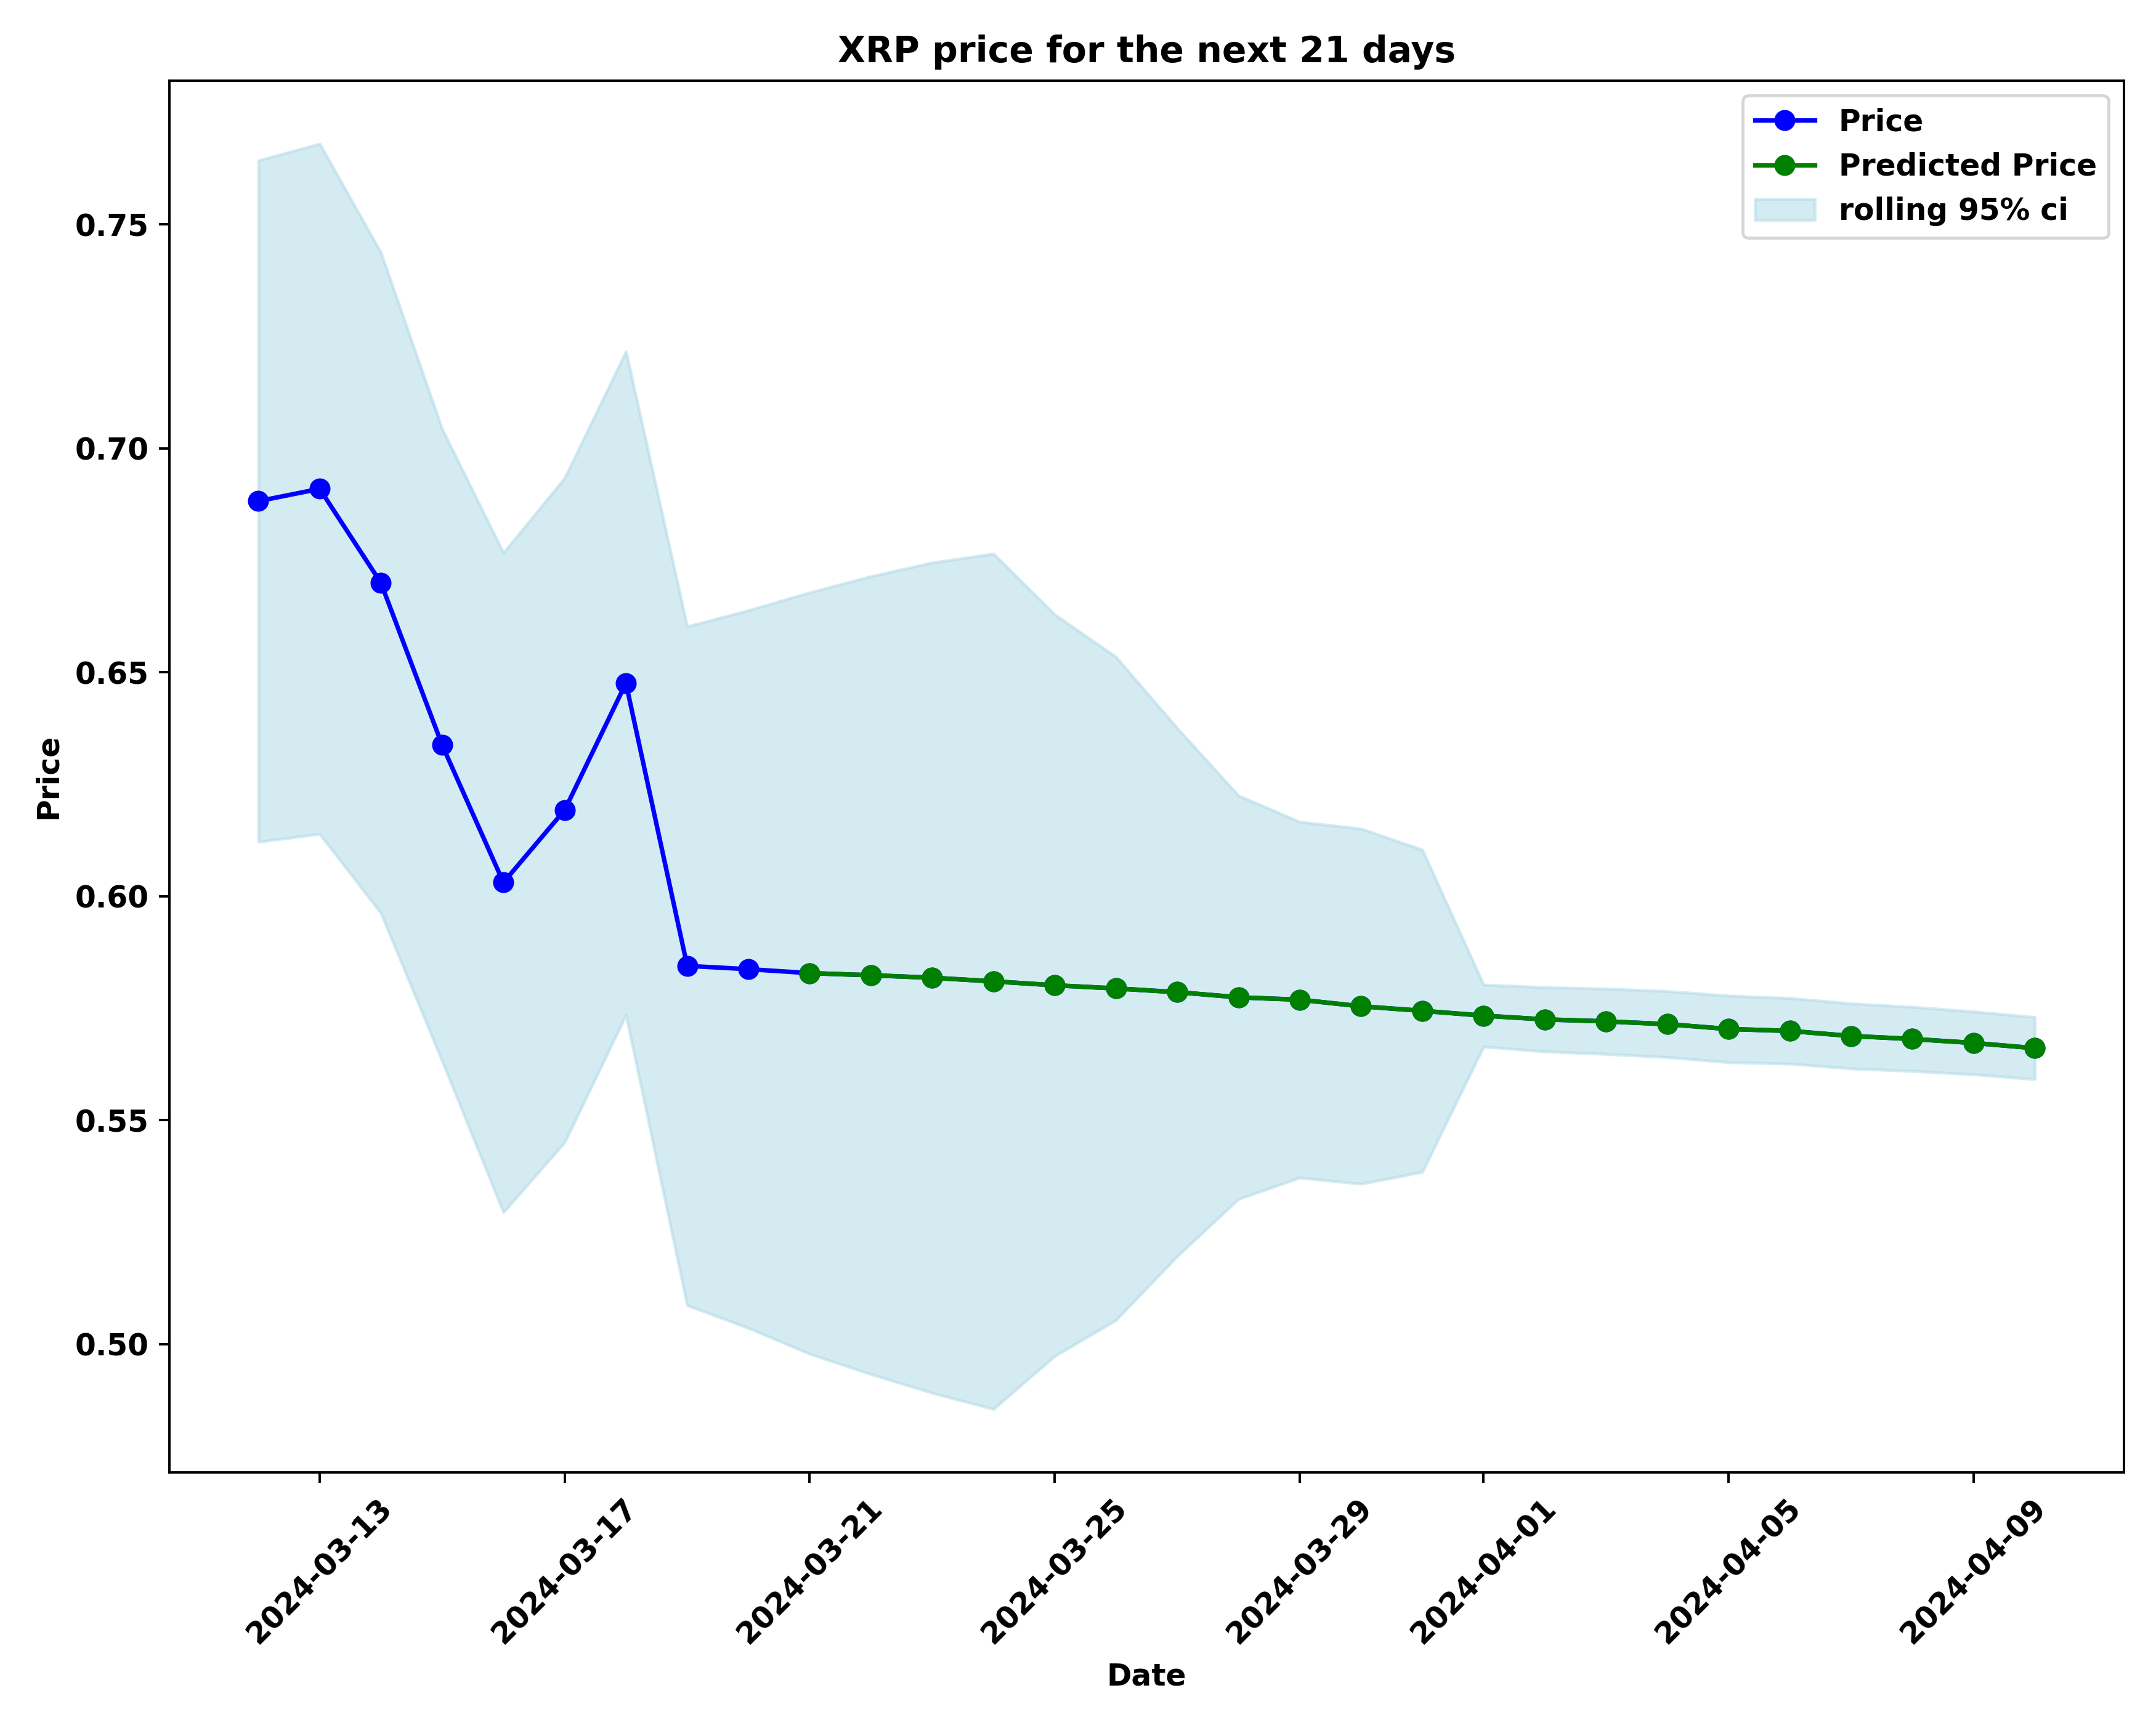 XRP price for the next 21 days
Price
Predicted Price
rolling 95% ci
0.75
0.70
0.65
0.60
0.55
0.50
Price
2024-03-13
2024-03-17
2024-03-21
2024-03-25
2024-03-29
2024-04-01
2024-04-05
2024-04-09
Date